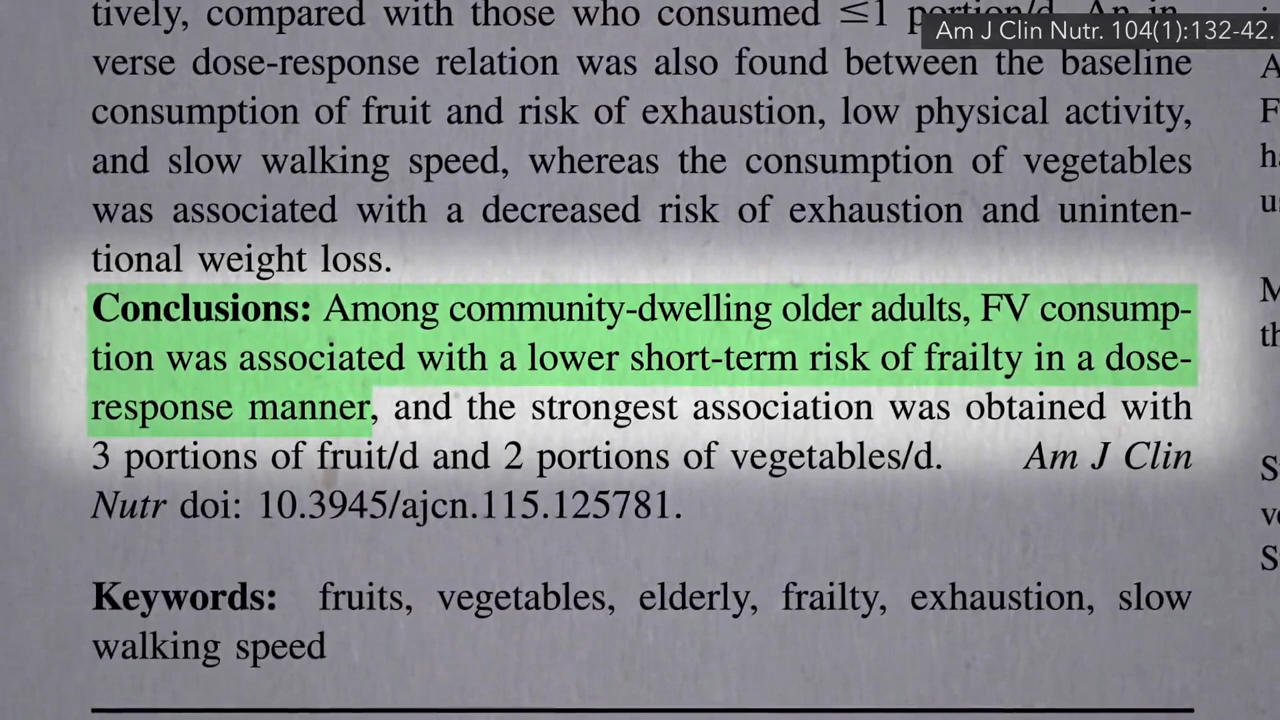 tively, compared with those who consumed ≤1 portion/d. An in-
Am J Clin Nutr. 104(1):132-42.
verse dose-response relation was also found between the baseline
consumption of fruit and risk of exhaustion, low physical activity,
and slow walking speed, whereas the consumption of vegetables
was associated with a decreased risk of exhaustion and uninten-
tional weight loss.
Conclusions: Among community-dwelling older adults, FV consump-
tion was associated with a lower short-term risk of frailty in a dose-
response manner, and the strongest association was obtained with
3 portions of fruit/d and 2 portions of vegetables/d. Am J Clin
Nutr doi: 10.3945/ajcn.115.125781.
Keywords: fruits, vegetables, elderly, frailty, exhaustion, slow
walking speed